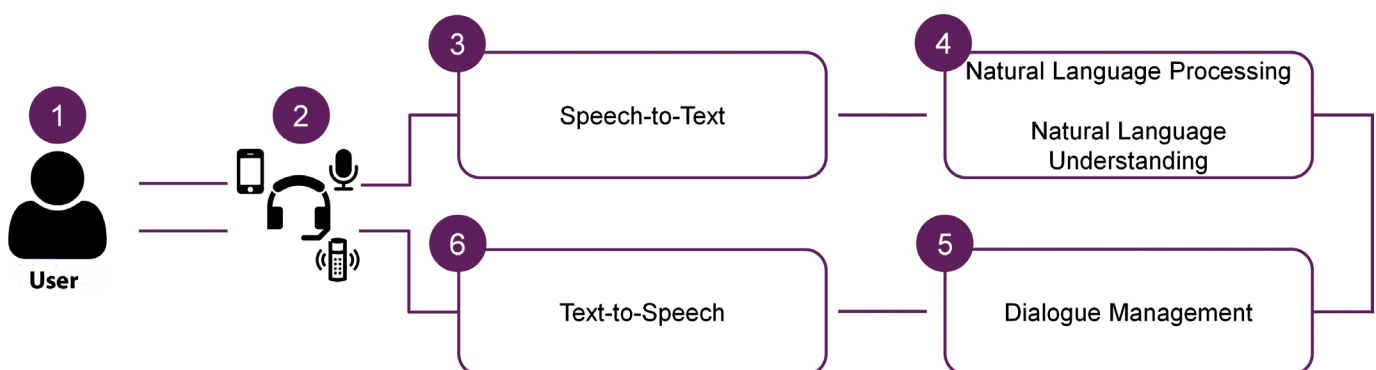 1
User
2
3
Speech-to-Text
4
Natural Language Processing
Natural Language
Understanding
5
Dialogue Management
6
Text-to-Speech